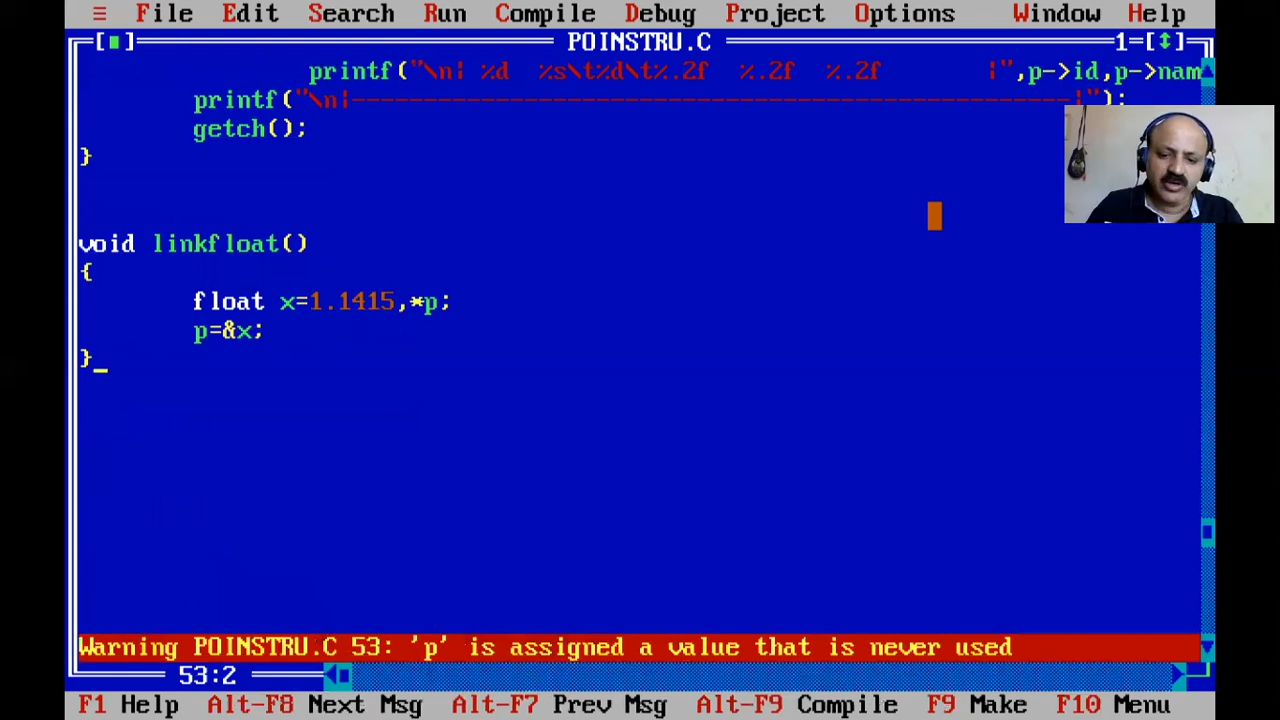 ≡ File Edit Search Run Compile Debug Project Options Window Help
[■] POINSTRU.C 1=[↕]
printf("\n| %d %s\t%d\t%.2f %.2f %.2f |",p->id,p->nam
printf("\n|--------------------------------------------------|");
getch();
}
void linkfloat()
{
float x=1.1415,*p;
p=&x;
}_
Warning POINSTRU.C 53: 'p' is assigned a value that is never used
53:2
F1 Help Alt-F8 Next Msg Alt-F7 Prev Msg Alt-F9 Compile F9 Make F10 Menu